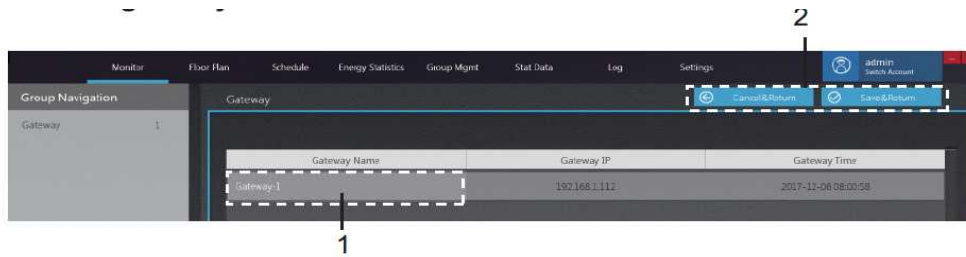 2
Monitor Floor Plan Schedule Energy Statistics Group Mgmt Stat Data Log Settings admin
Switch Account
Group Navigation Gateway Cancel&Return Save&Return
Gateway 1
Gateway Name Gateway IP Gateway Time
Gateway-1 192.168.1.112 2017-12-06 08:00:58
1